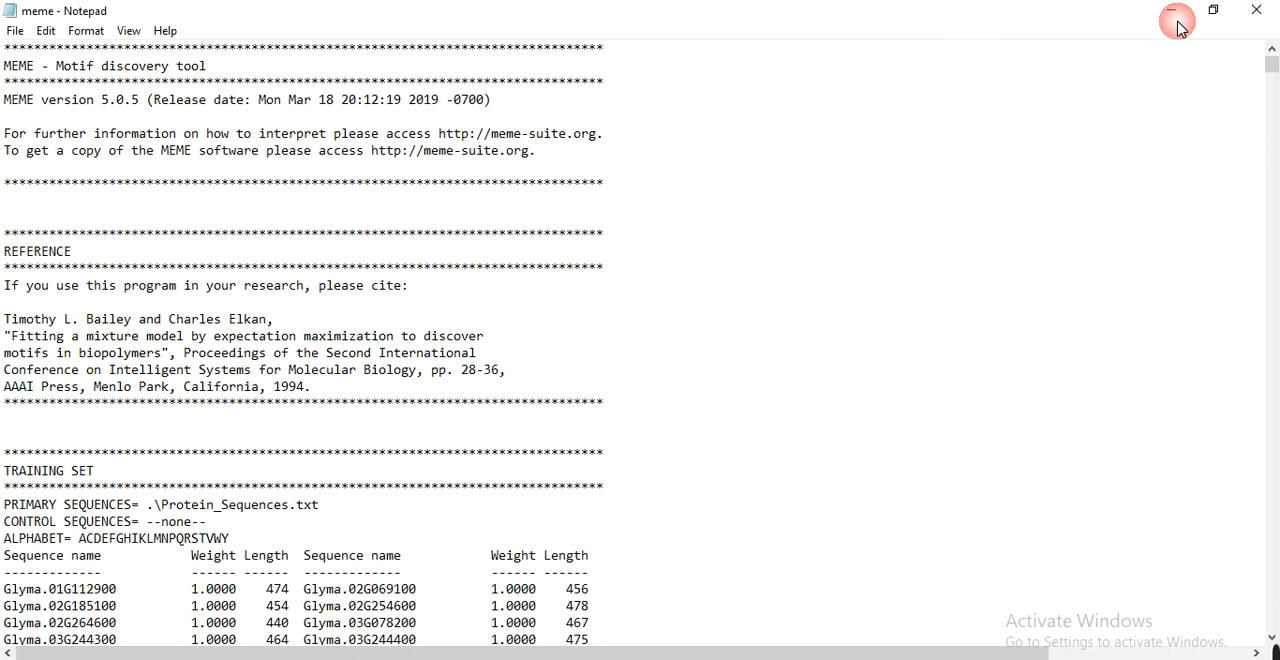 meme - Notepad
File Edit Format View Help
********************************************************************************
MEME - Motif discovery tool
********************************************************************************
MEME version 5.0.5 (Release date: Mon Mar 18 20:12:19 2019 -0700)
For further information on how to interpret please access http://meme-suite.org.
To get a copy of the MEME software please access http://meme-suite.org.
********************************************************************************
********************************************************************************
REFERENCE
********************************************************************************
If you use this program in your research, please cite:
Timothy L. Bailey and Charles Elkan,
"Fitting a mixture model by expectation maximization to discover
motifs in biopolymers", Proceedings of the Second International
Conference on Intelligent Systems for Molecular Biology, pp. 28-36,
AAAI Press, Menlo Park, California, 1994.
********************************************************************************
********************************************************************************
TRAINING SET
********************************************************************************
PRIMARY SEQUENCES= .\Protein_Sequences.txt
CONTROL SEQUENCES= --none--
ALPHABET= ACDEFGHIKLMNPQRSTVWY
Sequence name Weight Length Sequence name Weight Length
------------- ------ ------ ------------- ------ ------
Glyma.01G112900 1.0000 474 Glyma.02G069100 1.0000 456
Glyma.02G185100 1.0000 454 Glyma.02G254600 1.0000 478
Glyma.02G264600 1.0000 440 Glyma.03G078200 1.0000 467
Glyma.03G244300 1.0000 464 Glyma.03G244400 1.0000 475
Activate Windows
Go to Settings to activate Windows.